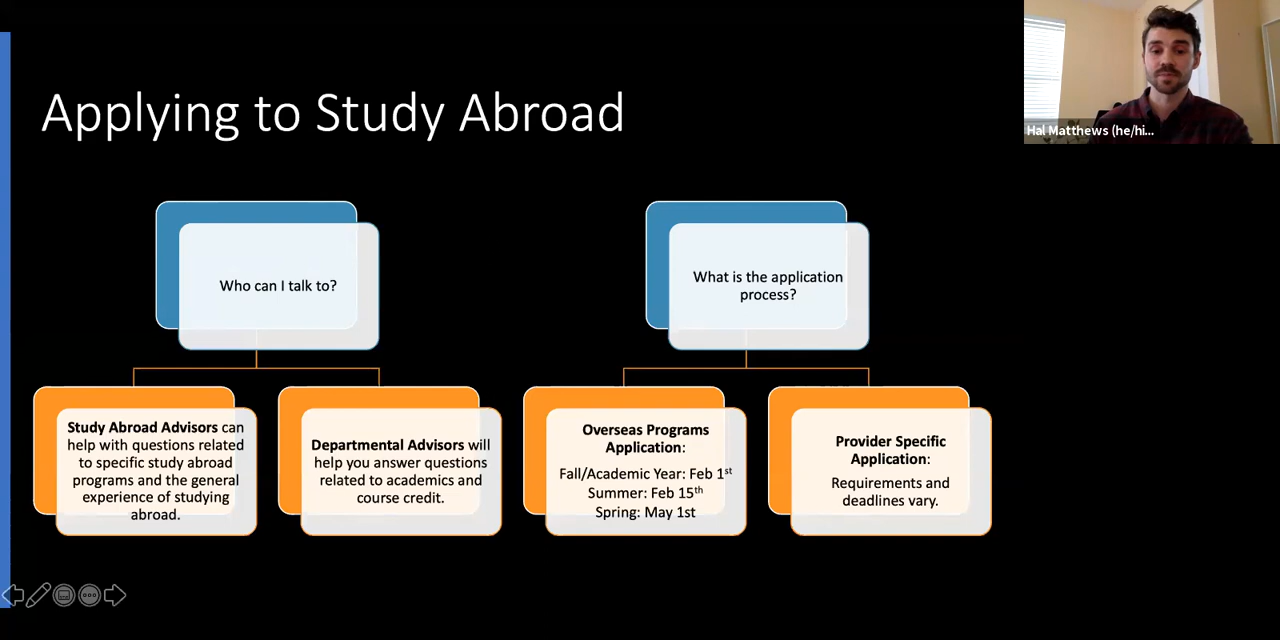 Applying to Study Abroad
Hal Matthews (he/hi...
Who can I talk to?
What is the application
process?
Study Abroad Advisors can
help with questions related
to specific study abroad
programs and the general
experience of studying
abroad.
Departmental Advisors will
help you answer questions
related to academics and
course credit.
Overseas Programs
Application:
Fall/Academic Year: Feb 1st
Summer: Feb 15th
Spring: May 1st
Provider Specific
Application:
Requirements and
deadlines vary.